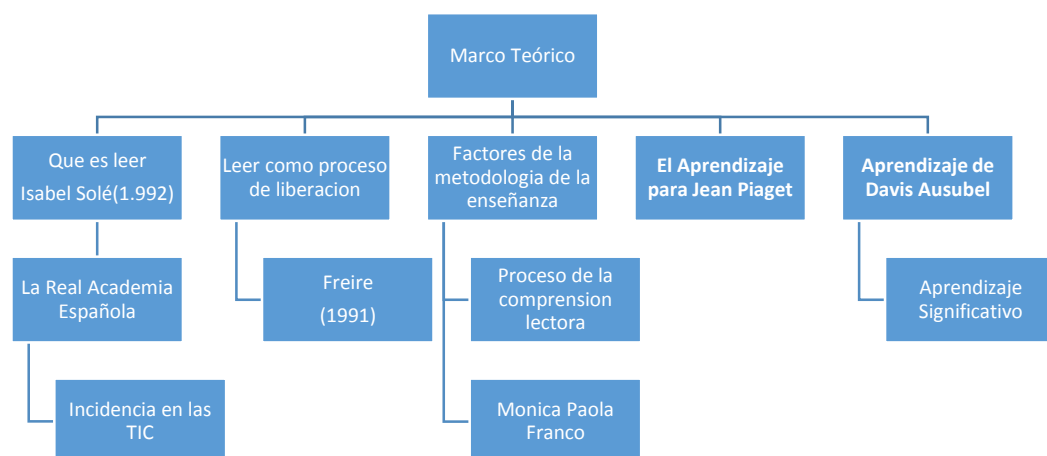 Marco Teórico
Que es leer
Isabel Solé(1.992)
Leer como proceso
de liberacion
Factores de la
metodologia de la
enseñanza
El Aprendizaje
para Jean Piaget
Aprendizaje de
Davis Ausubel
La Real Academia
Española
Freire
(1991)
Proceso de la
comprension
lectora
Aprendizaje
Significativo
Incidencia en las
TIC
Monica Paola
Franco